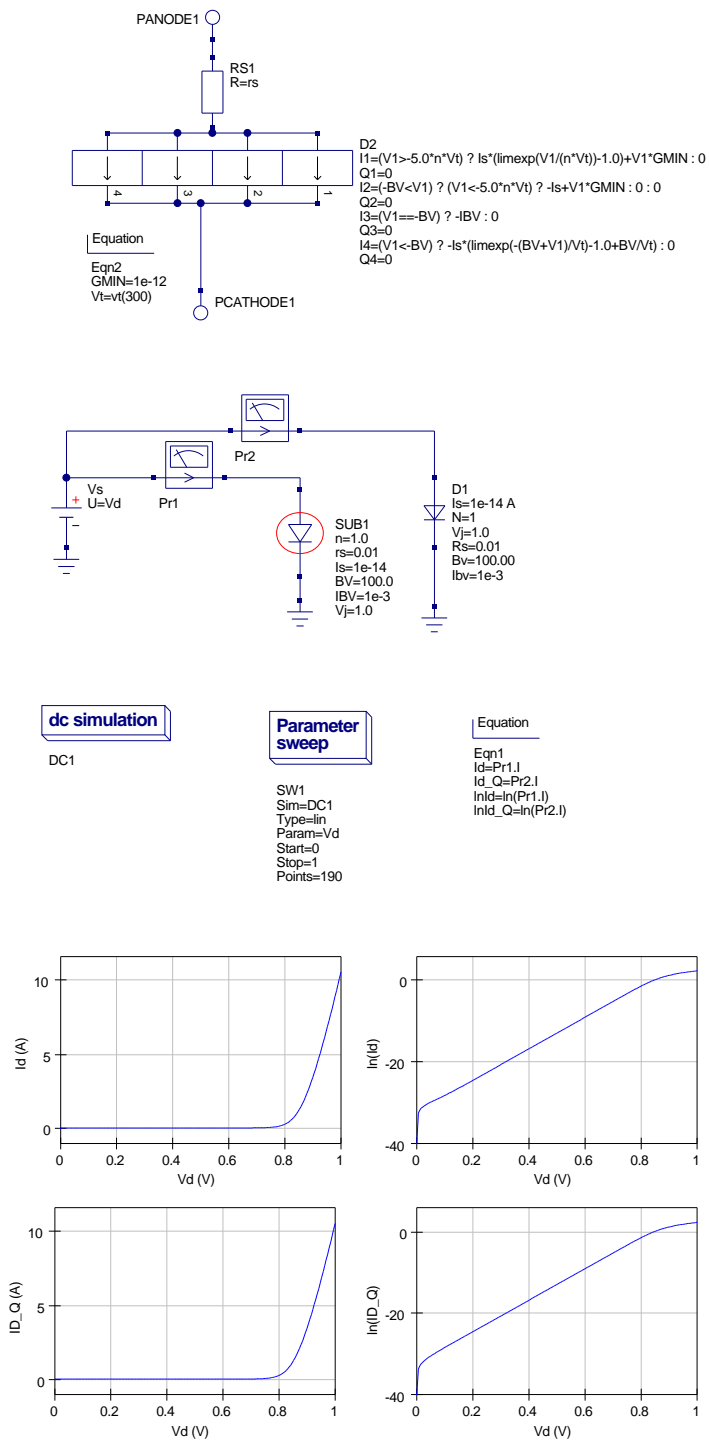 PANODE1
RS1
R=rs
D2
I1=(V1>-5.0*n*Vt) ? Is*(limexp(V1/(n*Vt))-1.0)+V1*GMIN : 0
Q1=0
I2=(-BV<V1) ? (V1<-5.0*n*Vt) ? -Is+V1*GMIN : 0 : 0
Q2=0
I3=(V1==-BV) ? -IBV : 0
Q3=0
I4=(V1<-BV) ? -Is*(limexp(-(BV+V1)/Vt)-1.0+BV/Vt) : 0
Q4=0
4 3 2 1
Equation
Eqn2
GMIN=1e-12
Vt=vt(300)
PCATHODE1
Pr2
Pr1
Vs
U=Vd
+
−
SUB1
n=1.0
rs=0.01
Is=1e-14
BV=100.0
IBV=1e-3
Vj=1.0
D1
Is=1e-14 A
N=1
Vj=1.0
Rs=0.01
Bv=100.00
Ibv=1e-3
dc simulation
DC1
Parameter
sweep
SW1
Sim=DC1
Type=lin
Param=Vd
Start=0
Stop=1
Points=190
Equation
Eqn1
Id=Pr1.I
Id_Q=Pr2.I
lnId=ln(Pr1.I)
lnId_Q=ln(Pr2.I)
Id (A)
10
5
0
0 0.2 0.4 0.6 0.8 1
Vd (V)
ln(Id)
0
-20
-40
0 0.2 0.4 0.6 0.8 1
Vd (V)
ID_Q (A)
10
5
0
0 0.2 0.4 0.6 0.8 1
Vd (V)
ln(ID_Q)
0
-20
-40
0 0.2 0.4 0.6 0.8 1
Vd (V)